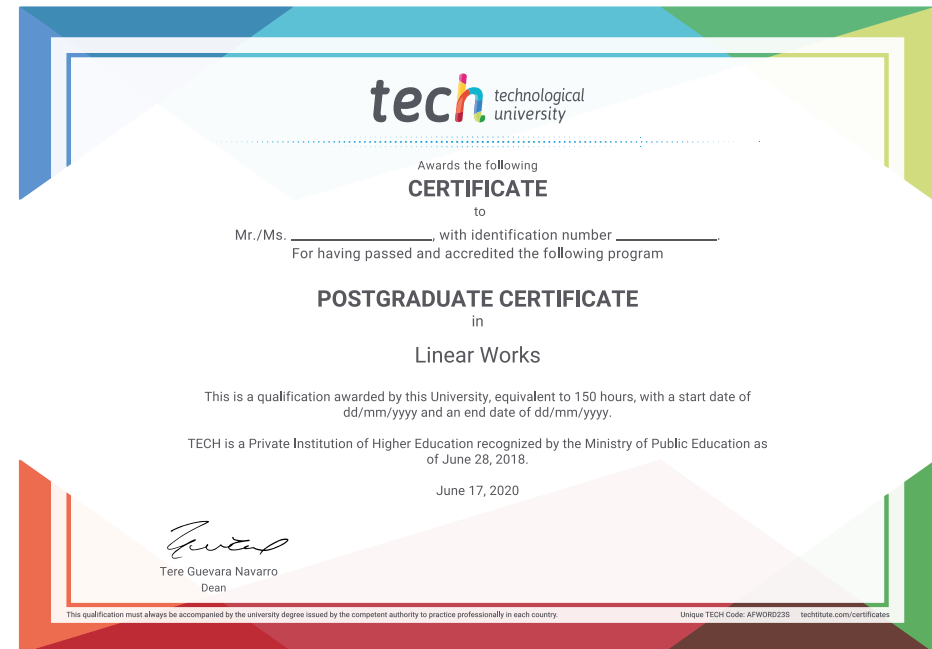 tech technological
university
Awards the following
CERTIFICATE
to
Mr./Ms. ____________________, with identification number ______________.
For having passed and accredited the following program
POSTGRADUATE CERTIFICATE
in
Linear Works
This is a qualification awarded by this University, equivalent to 150 hours, with a start date of
dd/mm/yyyy and an end date of dd/mm/yyyy.
TECH is a Private Institution of Higher Education recognized by the Ministry of Public Education as
of June 28, 2018.
June 17, 2020
Tere Guevara Navarro
Dean
This qualification must always be accompanied by the university degree issued by the competent authority to practice professionally in each country. Unique TECH Code: AFWORD23S techtitute.com/certificates